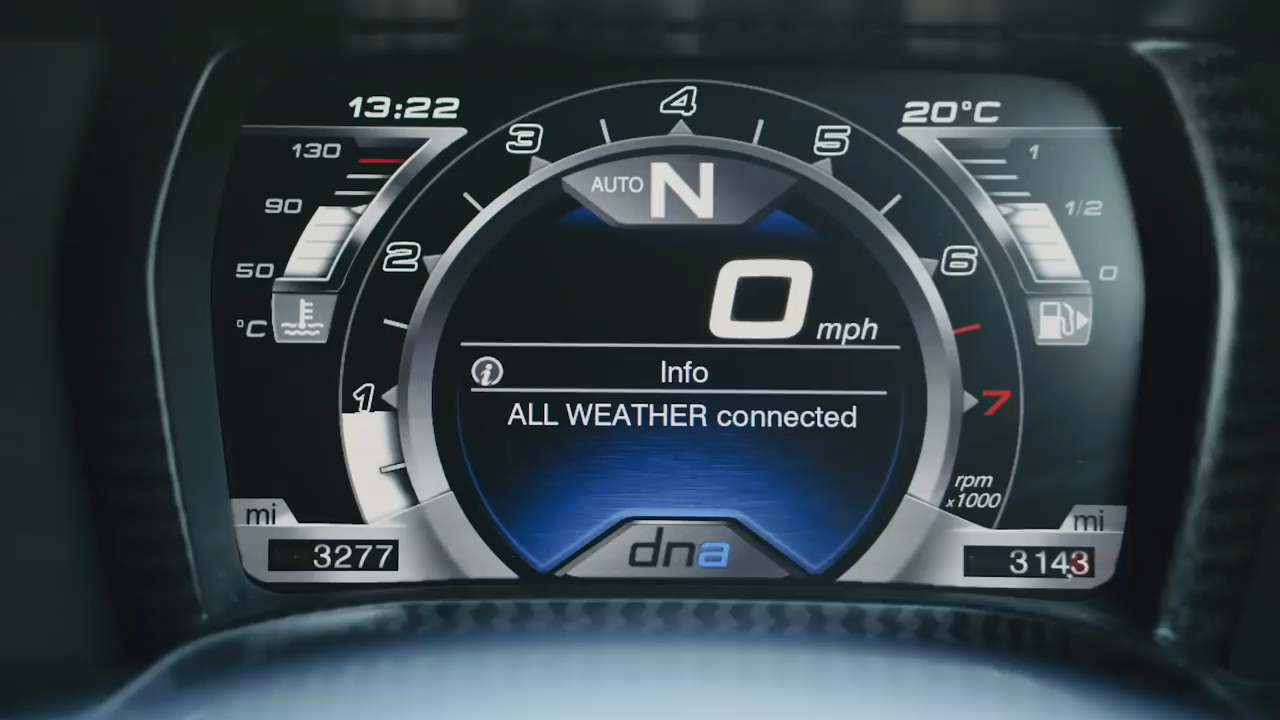 13:22
20°C
130
90
50
°C
1
2
3
4
5
6
7
rpm
x1000
1
1/2
0
AUTO N
0 mph
i Info
ALL WEATHER connected
dna
mi
3277
mi
3143